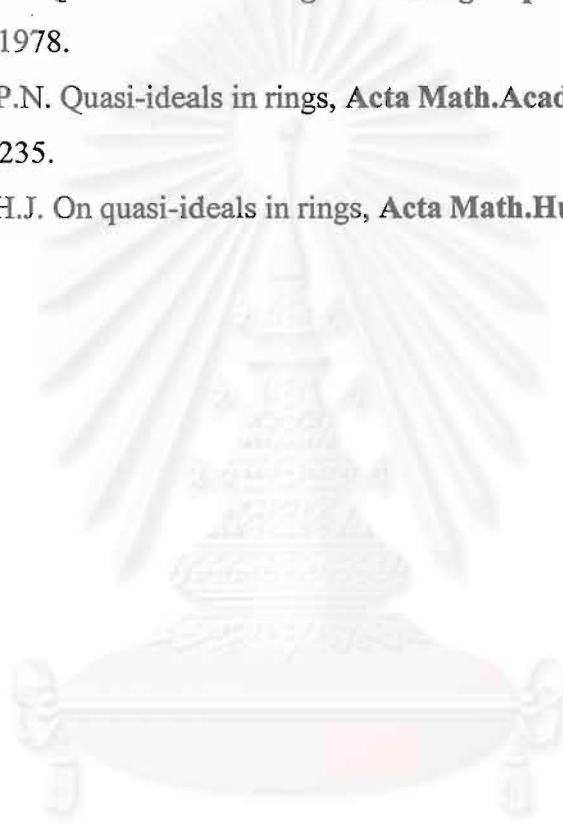 1978.
P.N. Quasi-ideals in rings, Acta Math.Acad
235.
H.J. On quasi-ideals in rings, Acta Math.Hu